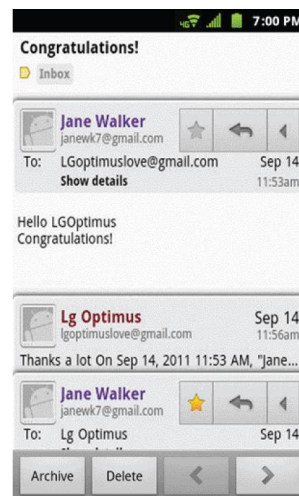 4G 7:00 PM
Congratulations!
Inbox
Jane Walker
janewk7@gmail.com
To: LGoptimuslove@gmail.com Sep 14
Show details 11:53am
Hello LGOptimus
Congratulations!
Lg Optimus Sep 14
lgoptimuslove@gmail.com 11:56am
Thanks a lot On Sep 14, 2011 11:53 AM, "Jane...
Jane Walker
janewk7@gmail.com
To: Lg Optimus Sep 14
Archive Delete